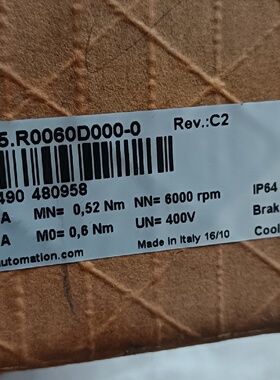 5.R0060D000-0 Rev.:C2
490 480958
A MN= 0,52 Nm NN= 6000 rpm IP64
A M0= 0,6 Nm UN= 400V Brak
automation.com Made in Italy 16/10 Cool